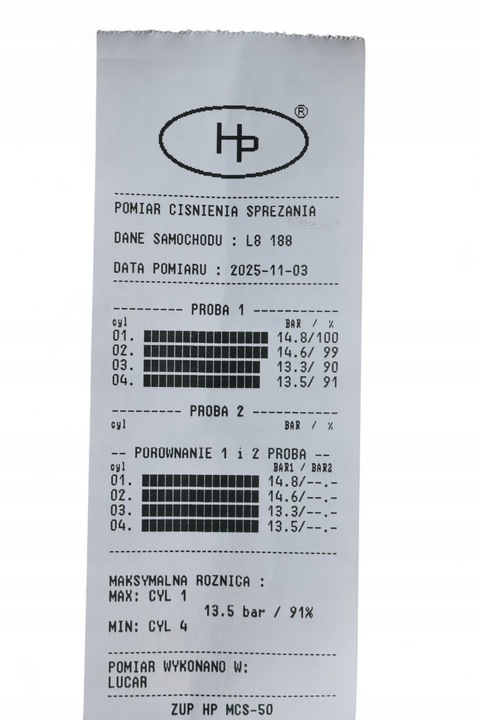 HP ®
POMIAR CISNIENIA SPREZANIA
DANE SAMOCHODU : L8 188
DATA POMIARU : 2025-11-03
--------- PROBA 1 -----------
cyl BAR / %
01. 14.8/100
02. 14.6/ 99
03. 13.3/ 90
04. 13.5/ 91
--------- PROBA 2 -----------
cyl BAR / %
-- POROWNANIE 1 i 2 PROBA --
cyl BAR1 / BAR2
01. 14.8/--.-
02. 14.6/--.-
03. 13.3/--.-
04. 13.5/--.-
MAKSYMALNA ROZNICA :
MAX: CYL 1
13.5 bar / 91%
MIN: CYL 4
POMIAR WYKONANO W:
LUCAR
ZUP HP MCS-50